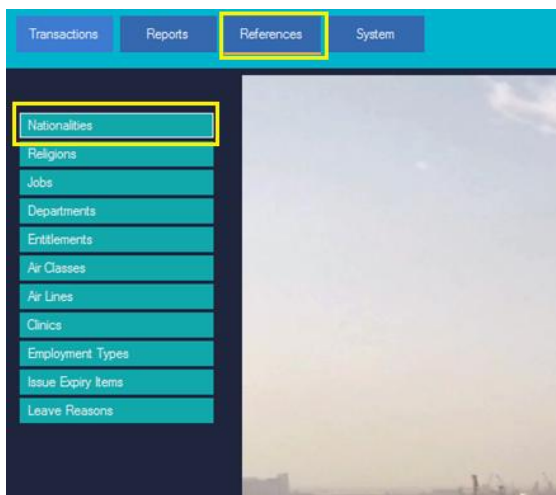 Transactions Reports References System
Nationalities
Religions
Jobs
Departments
Entitlements
Air Classes
Air Lines
Clinics
Employment Types
Issue Expiry Items
Leave Reasons